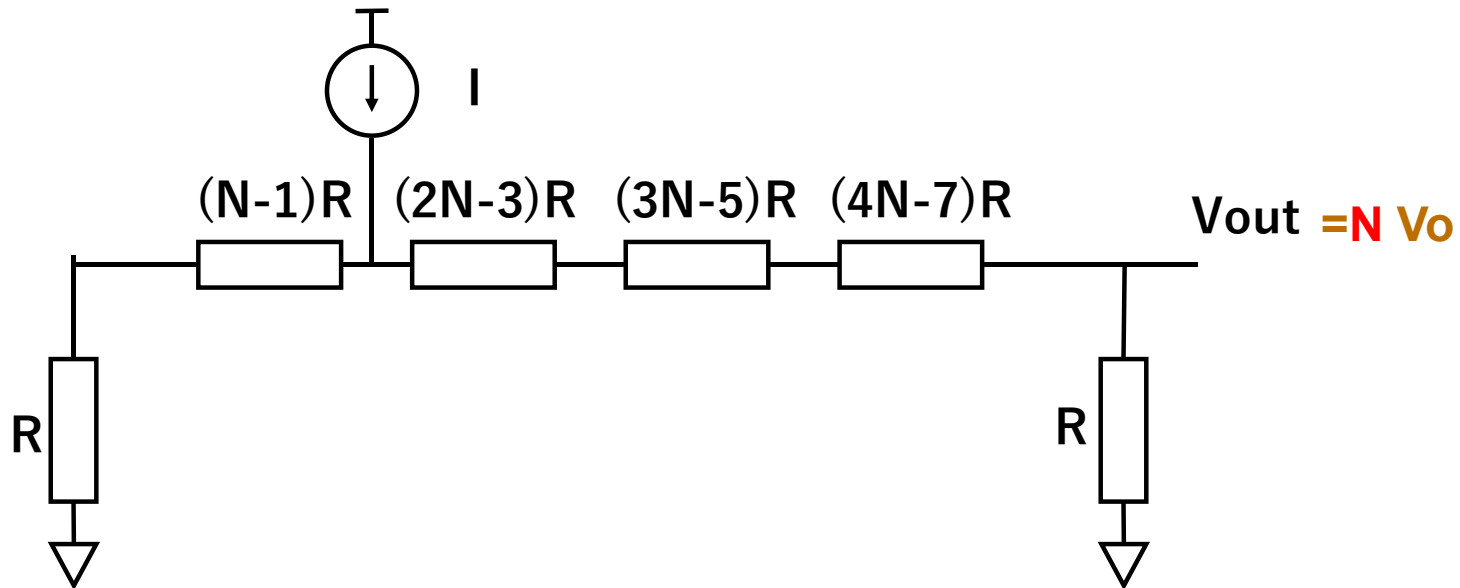 I
(N-1)R (2N-3)R (3N-5)R (4N-7)R
Vout =N Vo
R
R